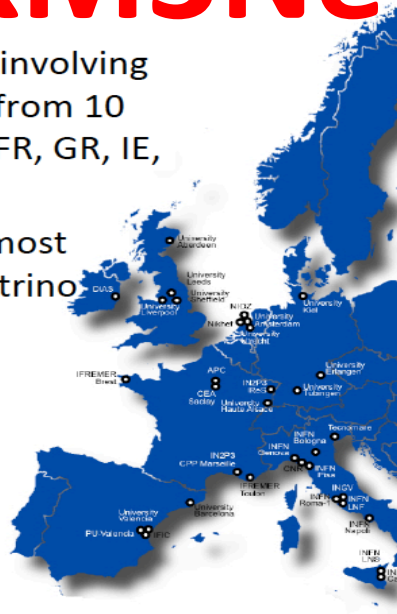 involving
from 10
FR, GR, IE,
most
trino
University
Aberdeen
University
Leeds
University
Sheffield
DIAS
University
Liverpool
NIOZ
Nikhef
University
Amsterdam
University
Utrecht
University
Kiel
IFREMER
Brest
APC
CEA
Saclay
IN2P3
IReS
University
Haute Alsace
University
Erlangen
University
Tübingen
Tecnomare
INFN
Bologna
INFN
Genova
CNR
INFN
Pisa
IN2P3
CPP Marseille
IFREMER
Toulon
INGV
INFN
Roma-1
INFN
LNF
INFN
Napoli
University
Barcelona
University
Valencia
PU-Valencia
IFIC
INFN
LNS